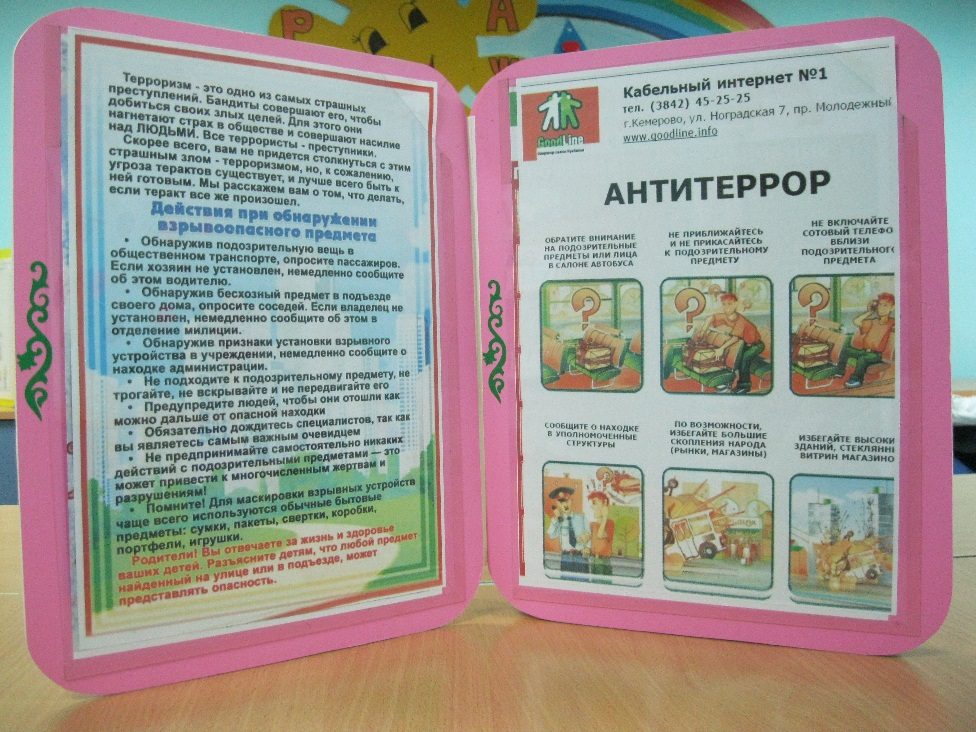 Р
А
Терроризм - это одно из самых страшных
преступлений. Бандиты совершают его, чтобы
добиться своих злых целей. Для этого они
нагнетают страх в обществе и совершают насилие
над ЛЮДЬМИ. Все террористы - преступники.
Скорее всего, вам не придется столкнуться с этим
страшным злом - терроризмом, но, к сожалению,
угроза терактов существует, и лучше всего быть к
ней готовым. Мы расскажем вам о том, что делать,
если теракт все же произошел.
Действия при обнаружении
взрывоопасного предмета
• Обнаружив подозрительную вещь в
общественном транспорте, опросите пассажиров.
Если хозяин не установлен, немедленно сообщите
об этом водителю.
• Обнаружив бесхозный предмет в подъезде
своего дома, опросите соседей. Если владелец не
установлен, немедленно сообщите об этом в
отделение милиции.
• Обнаружив признаки установки взрывного
устройства в учреждении, немедленно сообщите о
находке администрации.
• Не подходите к подозрительному предмету, не
трогайте, не вскрывайте и не передвигайте его
• Предупредите людей, чтобы они отошли как
можно дальше от опасной находки
• Обязательно дождитесь специалистов, так как
вы являетесь самым важным очевидцем
• Не предпринимайте самостоятельно никаких
действий с подозрительными предметами — это
может привести к многочисленным жертвам и
разрушениям!
• Помните! Для маскировки взрывных устройств
чаще всего используются обычные бытовые
предметы: сумки, пакеты, свертки, коробки,
портфели, игрушки.
Родители! Вы отвечаете за жизнь и здоровье
ваших детей. Разъясните детям, что любой предмет
найденный на улице или в подъезде, может
представлять опасность.
GoodLine
Кабельный интернет №1
тел. (3842) 45-25-25
г.Кемерово, ул. Ноградская 7, пр. Молодежный
www.goodline.info
АНТИТЕРРОР
ОБРАТИТЕ ВНИМАНИЕ
НА ПОДОЗРИТЕЛЬНЫЕ
ПРЕДМЕТЫ ИЛИ ЛИЦА
В САЛОНЕ АВТОБУСА
НЕ ПРИБЛИЖАЙТЕСЬ
И НЕ ПРИКАСАЙТЕСЬ
К ПОДОЗРИТЕЛЬНОМУ
ПРЕДМЕТУ
НЕ ВКЛЮЧАЙТЕ
СОТОВЫЙ ТЕЛЕФО
ВБЛИЗИ
ПОДОЗРИТЕЛЬНОГ
ПРЕДМЕТА
СООБЩИТЕ О НАХОДКЕ
В УПОЛНОМОЧЕННЫЕ
СТРУКТУРЫ
ПО ВОЗМОЖНОСТИ,
ИЗБЕГАЙТЕ БОЛЬШИЕ
СКОПЛЕНИЯ НАРОДА
(РЫНКИ, МАГАЗИНЫ)
ИЗБЕГАЙТЕ ВЫСОКИ
ЗДАНИЙ, СТЕКЛЯНН
ВИТРИН МАГАЗИНО